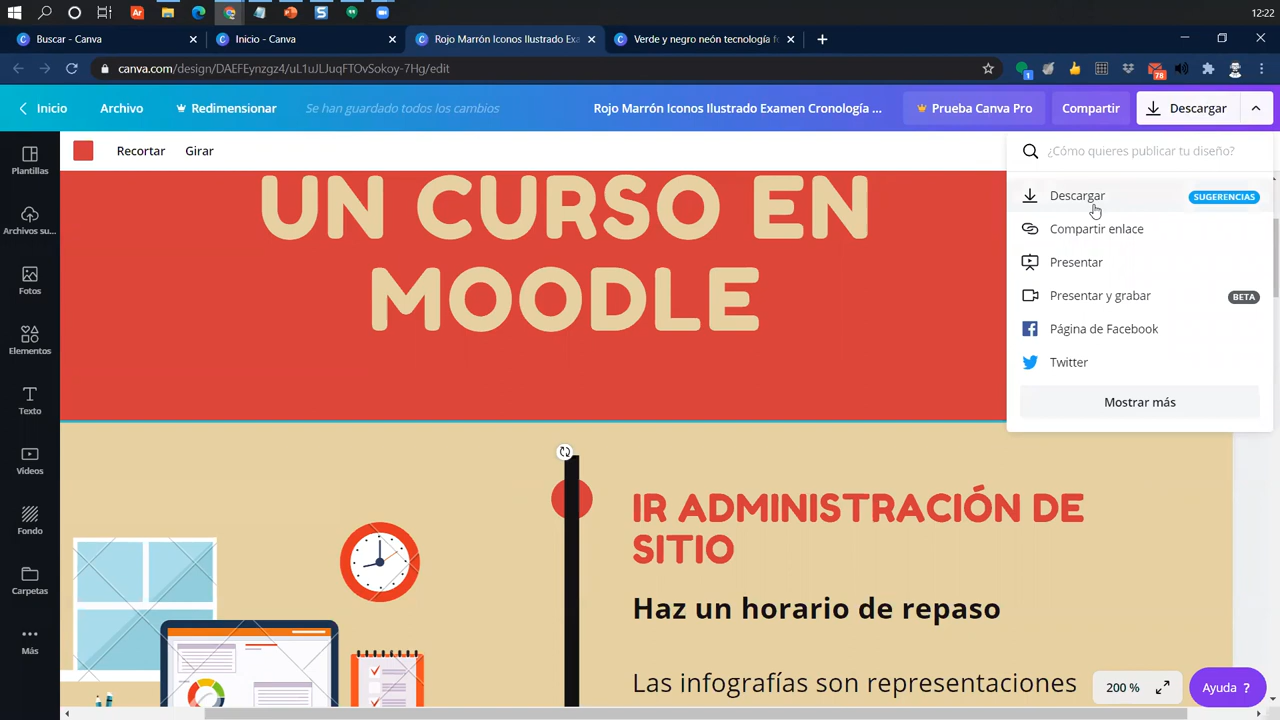 12:22
Buscar - Canva
Inicio - Canva
Rojo Marrón Iconos Ilustrado Exa
Verde y negro neón tecnología fo
canva.com/design/DAEFEynzgz4/uL1uJLJuqFTOvSokoy-7Hg/edit
1
78
Inicio
Archivo
Redimensionar
Se han guardado todos los cambios
Rojo Marrón Iconos Ilustrado Examen Cronología ...
Prueba Canva Pro
Compartir
Descargar
Plantillas
Archivos su...
Fotos
Elementos
Texto
Videos
Fondo
Carpetas
Más
Recortar
Girar
¿Cómo quieres publicar tu diseño?
Descargar
SUGERENCIAS
Compartir enlace
Presentar
Presentar y grabar
BETA
Página de Facebook
Twitter
Mostrar más
UN CURSO EN
MOODLE
IR ADMINISTRACIÓN DE
SITIO
Haz un horario de repaso
Las infografías son representaciones
200 %
Ayuda ?